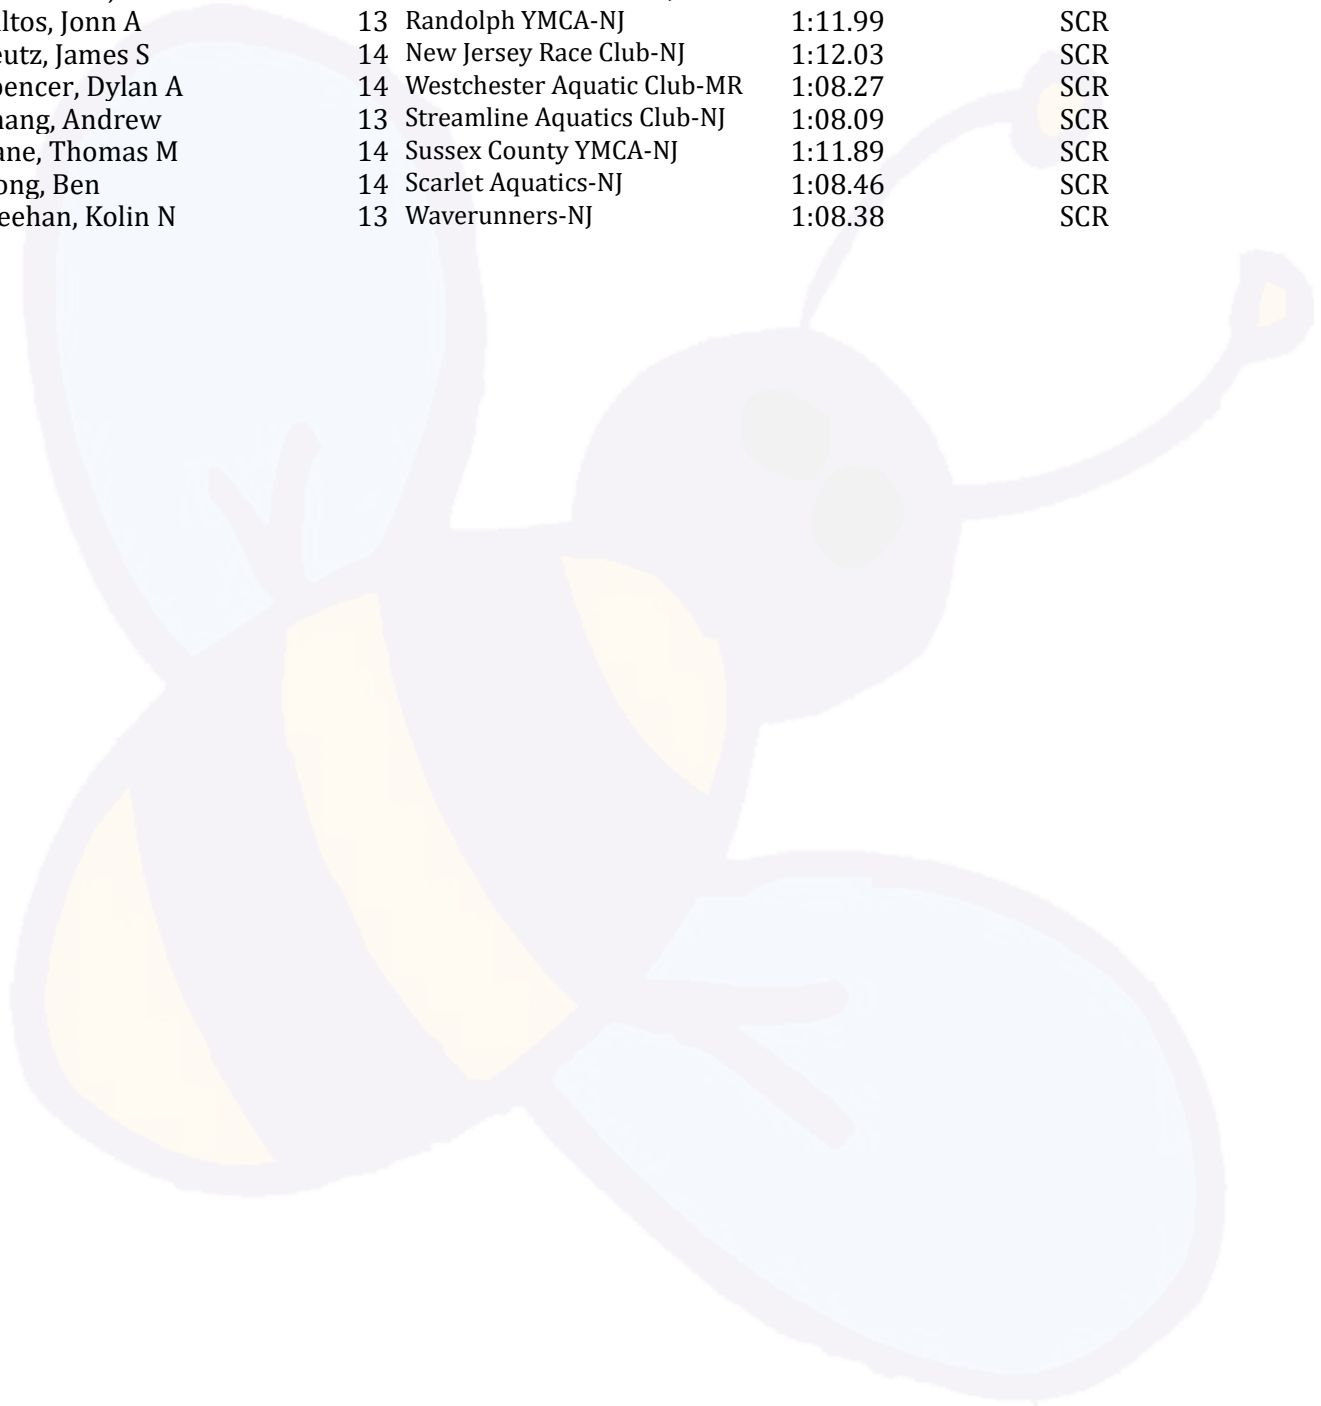 ltos, Jonn A 13 Randolph YMCA-NJ 1:11.99 SCR
eutz, James S 14 New Jersey Race Club-NJ 1:12.03 SCR
encer, Dylan A 14 Westchester Aquatic Club-MR 1:08.27 SCR
ang, Andrew 13 Streamline Aquatics Club-NJ 1:08.09 SCR
ane, Thomas M 14 Sussex County YMCA-NJ 1:11.89 SCR
ong, Ben 14 Scarlet Aquatics-NJ 1:08.46 SCR
eehan, Kolin N 13 Waverunners-NJ 1:08.38 SCR